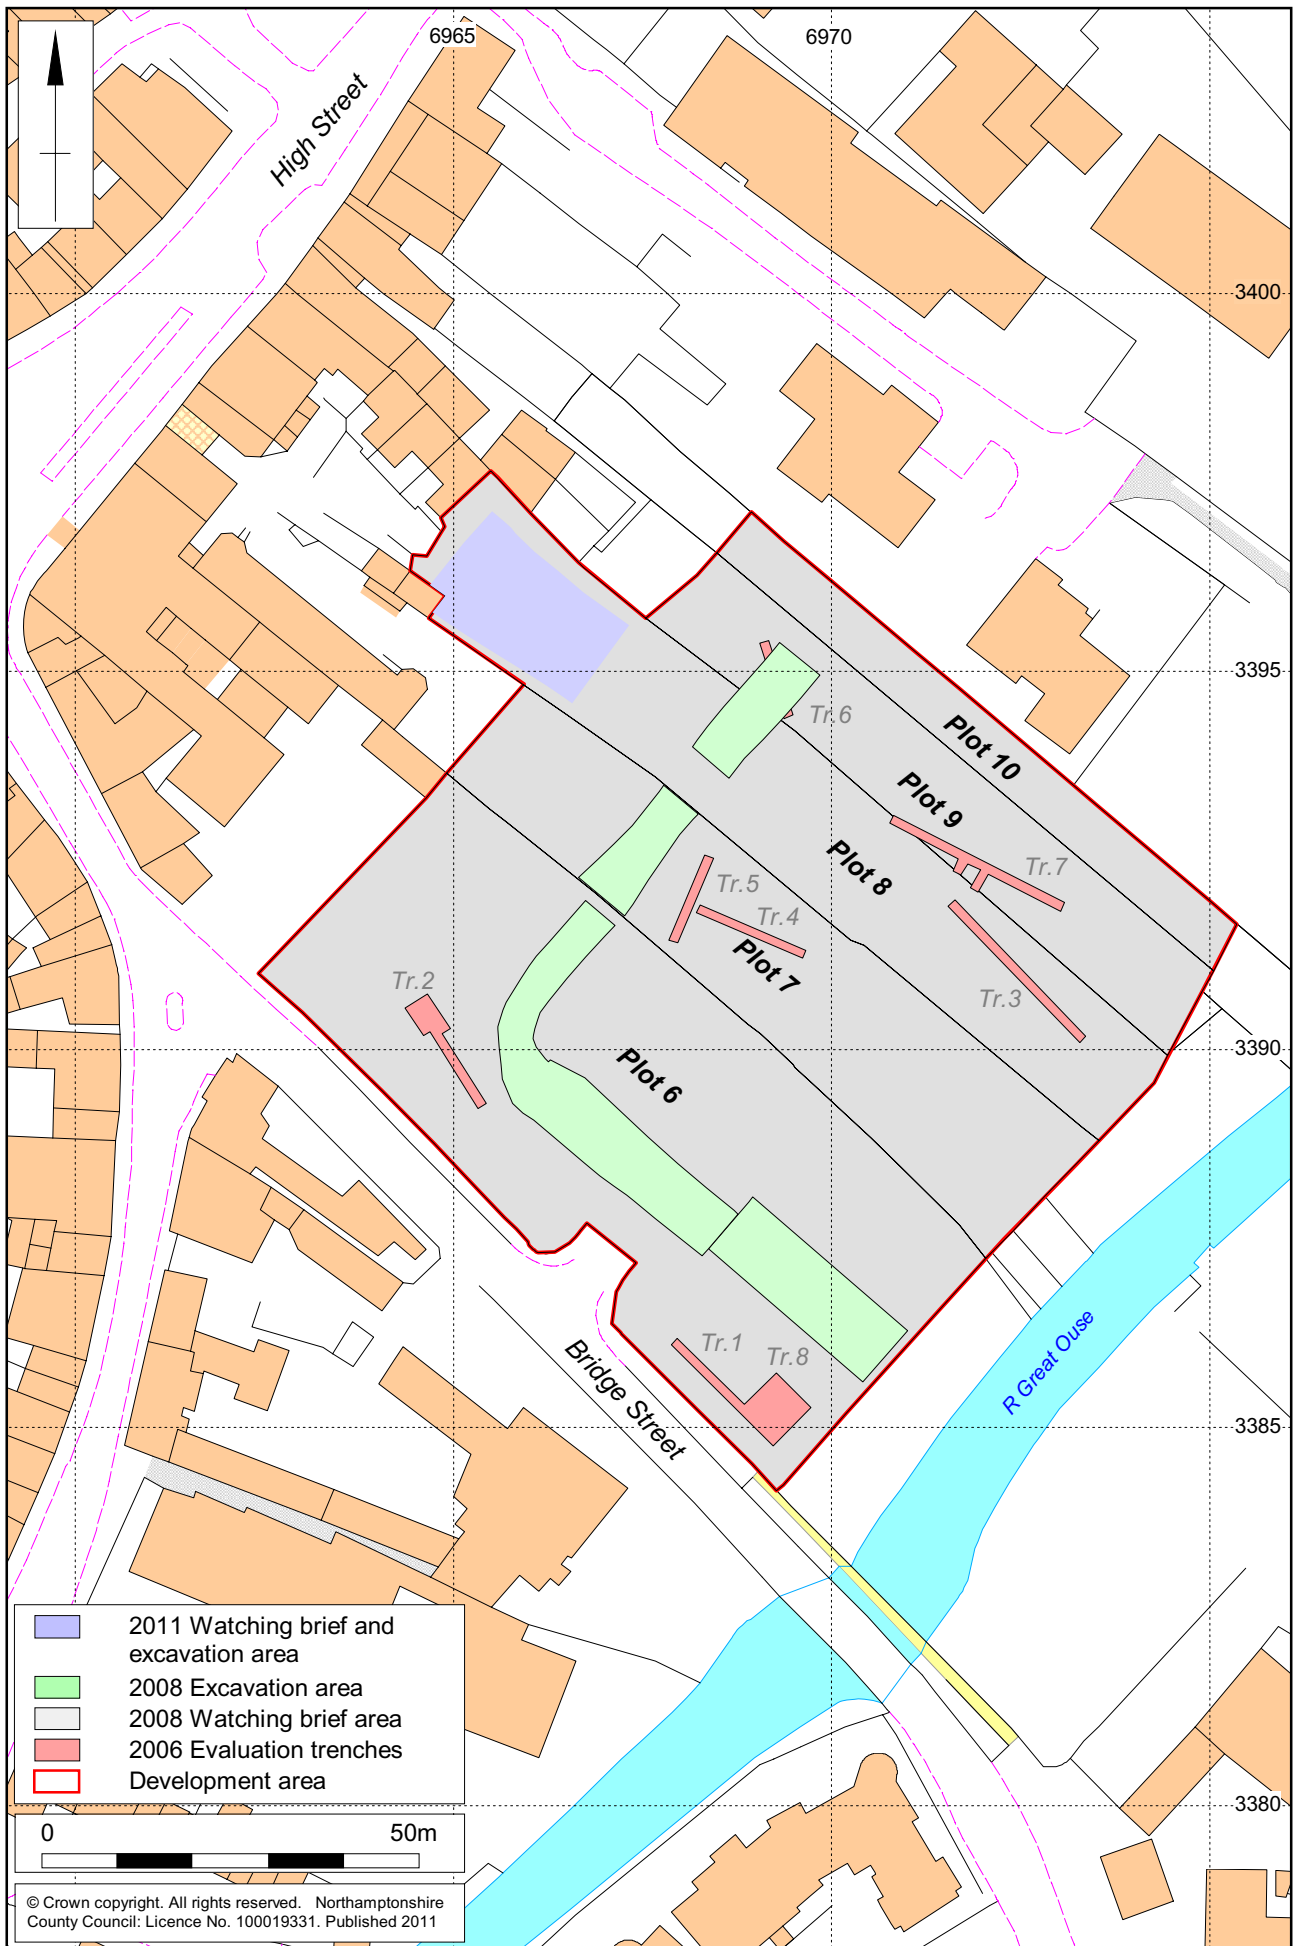 6965
6970
High Street
3400
3395
Tr.6
Plot 10
Plot 9
Plot 8
Tr.7
Tr.5
Tr.4
Plot 7
Tr.2
Tr.3
3390
Plot 6
Tr.1
Tr.8
R Great Ouse
Bridge Street
3385
2011 Watching brief and
excavation area
2008 Excavation area
2008 Watching brief area
2006 Evaluation trenches
Development area
3380
0 50m
© Crown copyright. All rights reserved. Northamptonshire
County Council: Licence No. 100019331. Published 2011